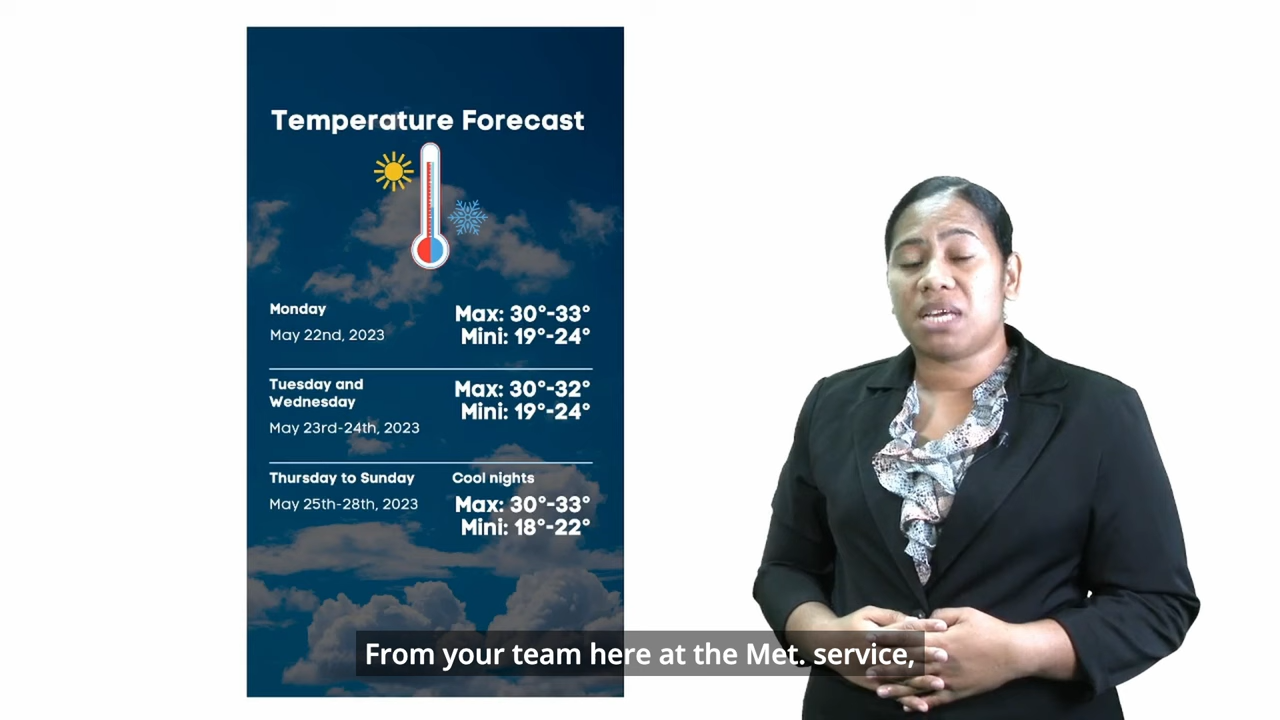 Temperature Forecast
Monday
May 22nd, 2023
Max: 30°-33°
Mini: 19°-24°
Tuesday and
Wednesday
May 23rd-24th, 2023
Max: 30°-32°
Mini: 19°-24°
Thursday to Sunday
May 25th-28th, 2023
Cool nights
Max: 30°-33°
Mini: 18°-22°
From your team here at the Met. service,